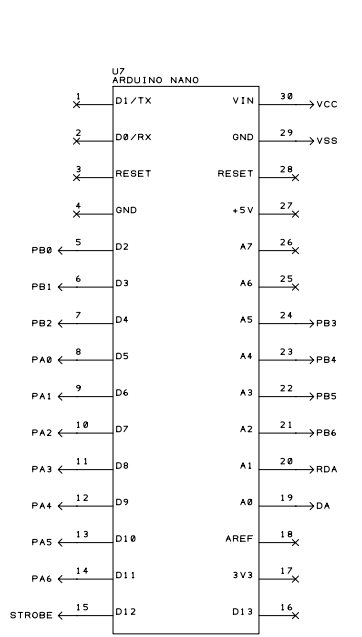 U7
ARDUINO NANO
1 D1/TX VIN 30 VCC
2 D0/RX GND 29 VSS
3 RESET RESET 28
4 GND +5V 27
PB0 5 D2 A7 26
PB1 6 D3 A6 25
PB2 7 D4 A5 24 PB3
PA0 8 D5 A4 23 PB4
PA1 9 D6 A3 22 PB5
PA2 10 D7 A2 21 PB6
PA3 11 D8 A1 20 RDA
PA4 12 D9 A0 19 DA
PA5 13 D10 AREF 18
PA6 14 D11 3V3 17
STROBE 15 D12 D13 16